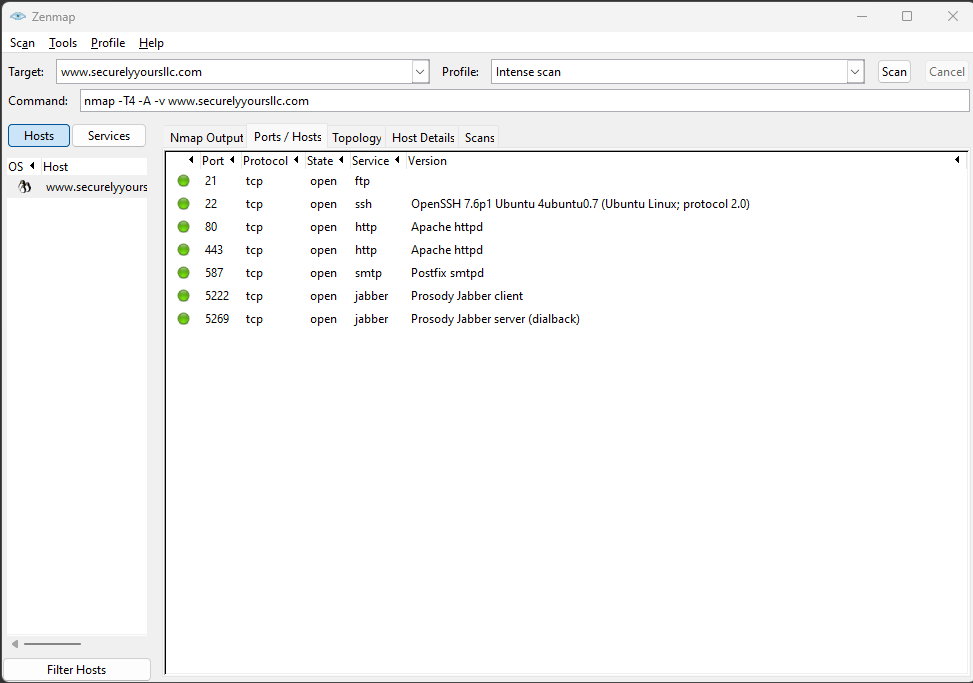 Zenmap
Scan Tools Profile Help
Target: www.securelyyoursllc.com Profile: Intense scan Scan Cancel
Command: nmap -T4 -A -v www.securelyyoursllc.com
Hosts Services Nmap Output Ports / Hosts Topology Host Details Scans
OS Host Port Protocol State Service Version
www.securelyyours
21 tcp open ftp
22 tcp open ssh OpenSSH 7.6p1 Ubuntu 4ubuntu0.7 (Ubuntu Linux; protocol 2.0)
80 tcp open http Apache httpd
443 tcp open http Apache httpd
587 tcp open smtp Postfix smtpd
5222 tcp open jabber Prosody Jabber client
5269 tcp open jabber Prosody Jabber server (dialback)
Filter Hosts